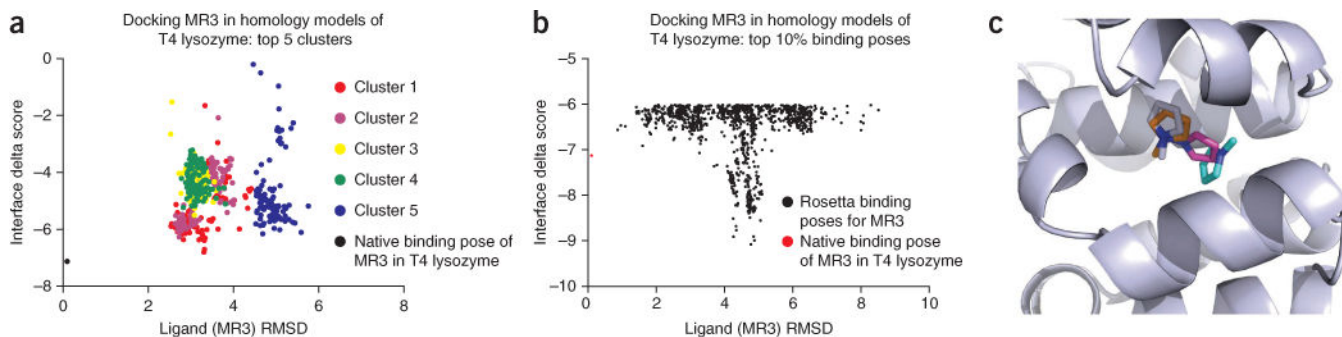 a
Docking MR3 in homology models of
T4 lysozyme: top 5 clusters
0
−2
−4
−6
−8
Interface delta score
0
2
4
6
8
Ligand (MR3) RMSD
Cluster 1
Cluster 2
Cluster 3
Cluster 4
Cluster 5
Native binding pose of
MR3 in T4 lysozyme
b
Docking MR3 in homology models of
T4 lysozyme: top 10% binding poses
−5
−6
−7
−8
−9
−10
Interface delta score
0
2
4
6
8
10
Ligand (MR3) RMSD
Rosetta binding
poses for MR3
Native binding pose
of MR3 in T4 lysozyme
c